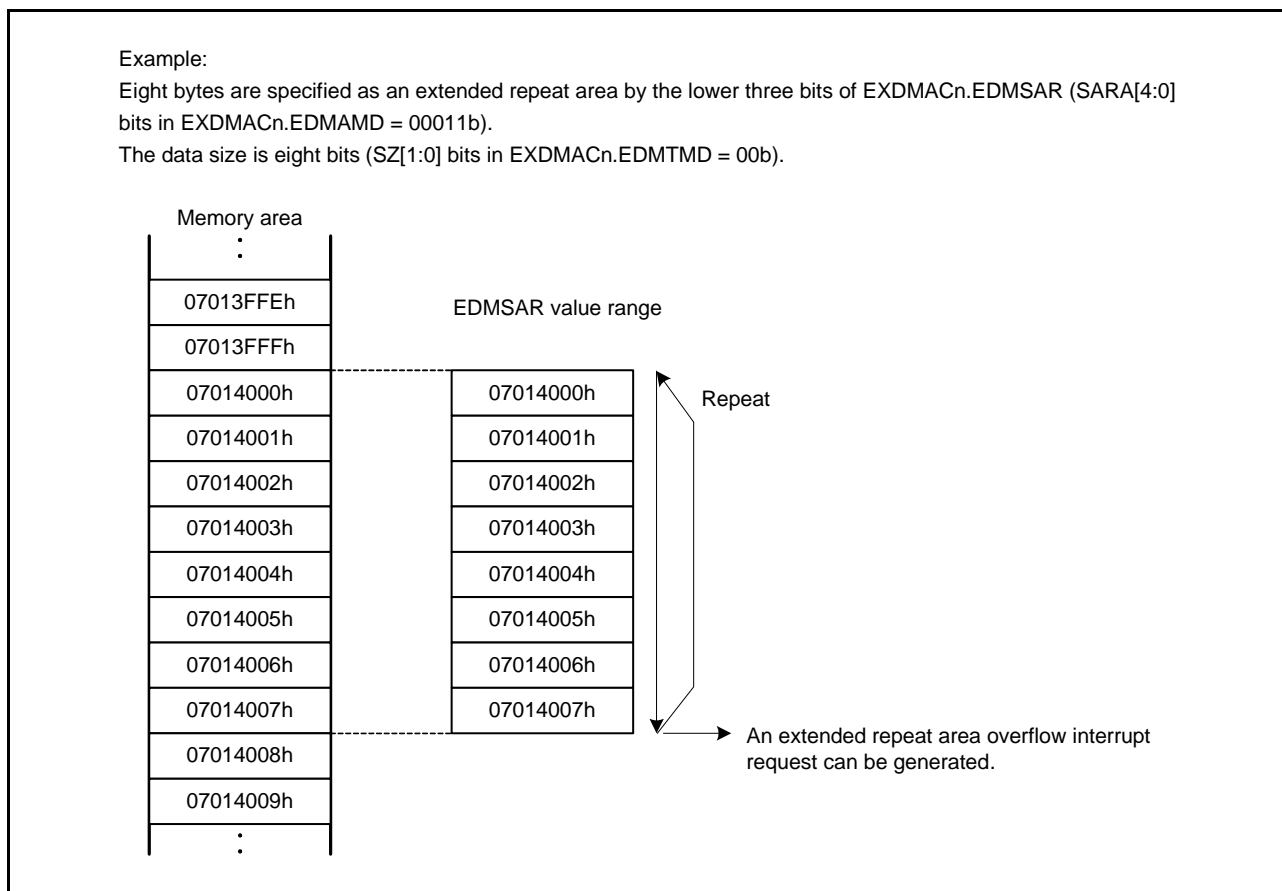 Example:
Eight bytes are specified as an extended repeat area by the lower three bits of EXDMACn.EDMSAR (SARA[4:0]
bits in EXDMACn.EDMAMD = 00011b).
The data size is eight bits (SZ[1:0] bits in EXDMACn.EDMTMD = 00b).
Memory area
07013FFEh
07013FFFh
07014000h
07014001h
07014002h
07014003h
07014004h
07014005h
07014006h
07014007h
07014008h
07014009h
EDMSAR value range
07014000h
07014001h
07014002h
07014003h
07014004h
07014005h
07014006h
07014007h
Repeat
An extended repeat area overflow interrupt
request can be generated.